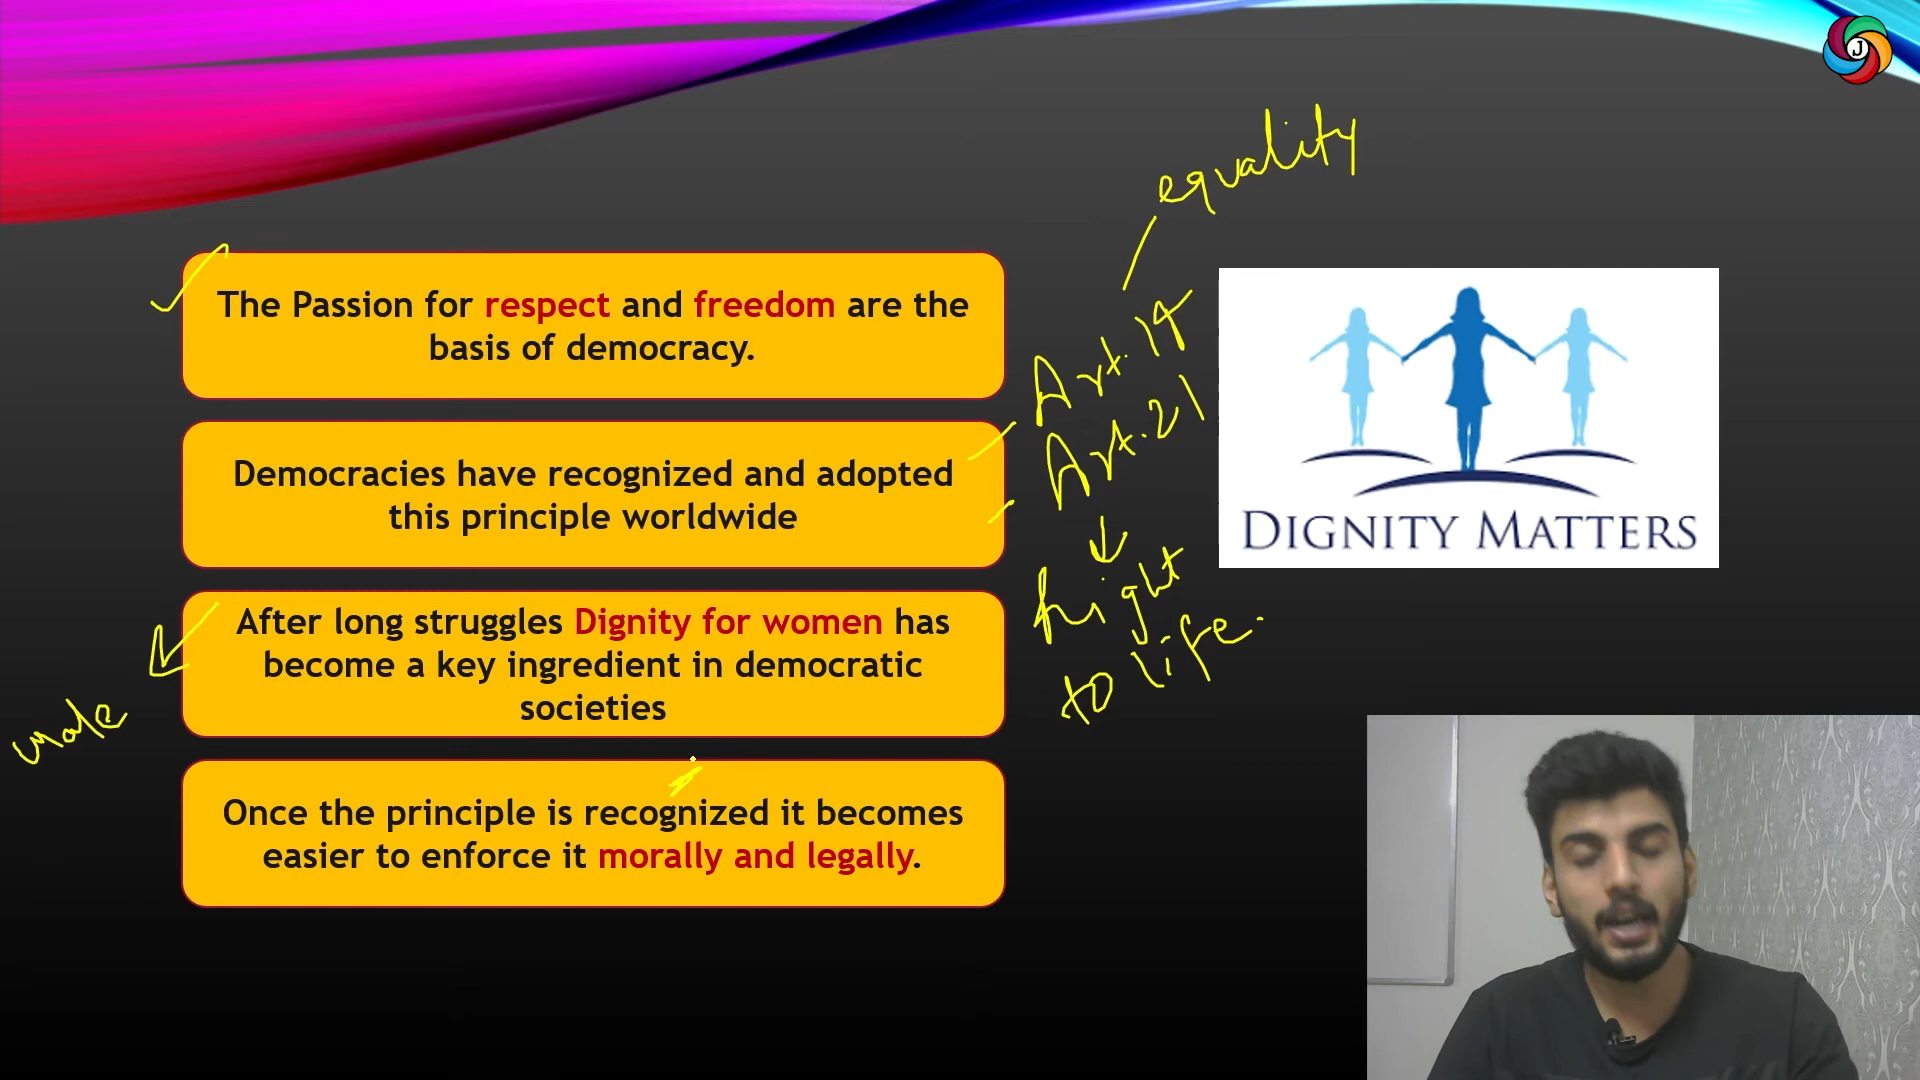 J
equality
The Passion for respect and freedom are the
basis of democracy.
Art. 14
Democracies have recognized and adopted
this principle worldwide
Art. 21
right
to life.
DIGNITY MATTERS
After long struggles Dignity for women has
become a key ingredient in democratic
societies
male
Once the principle is recognized it becomes
easier to enforce it morally and legally.